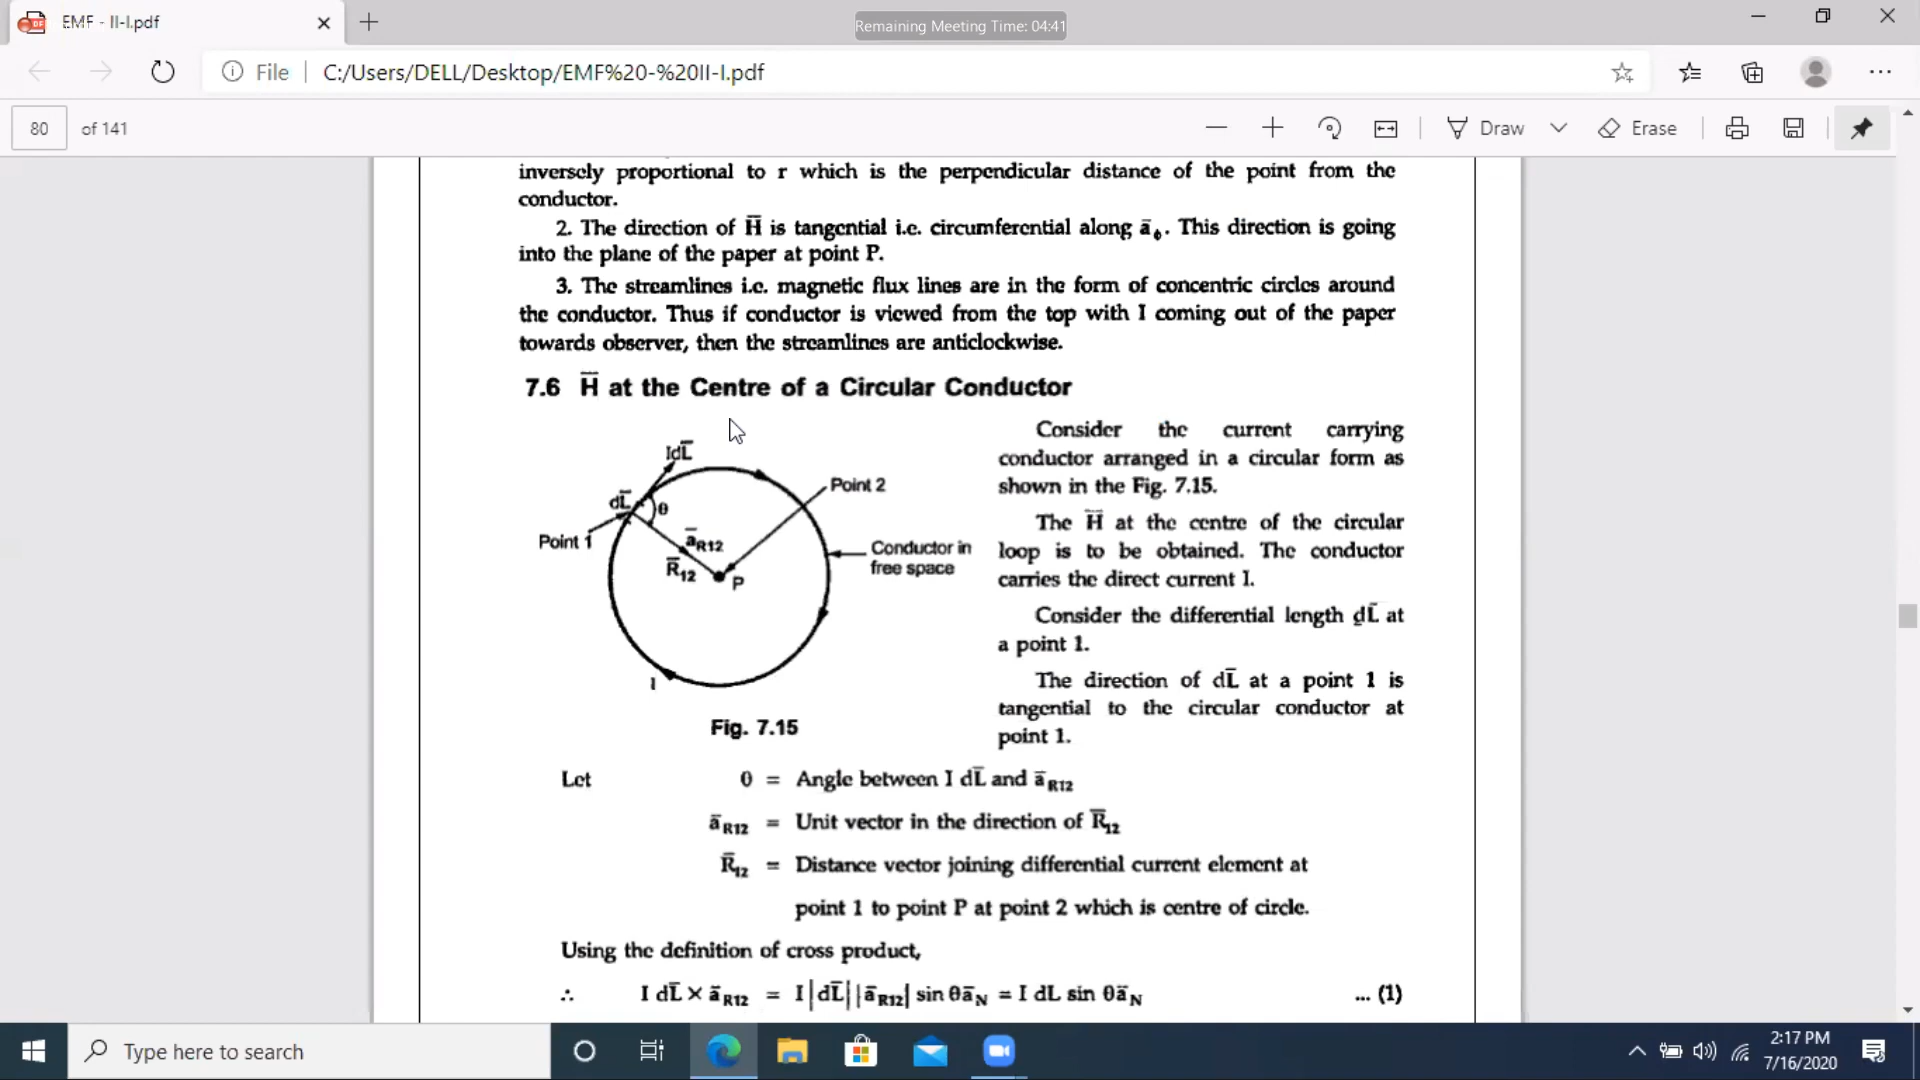 EMF - II-I.pdf
Remaining Meeting Time: 04:41
File
C:/Users/DELL/Desktop/EMF%20-%20II-I.pdf
80 of 141
Draw
Erase
inversely proportional to r which is the perpendicular distance of the point from the
conductor.
2. The direction of H̄ is tangential i.e. circumferential along ā_ϕ. This direction is going
into the plane of the paper at point P.
3. The streamlines i.e. magnetic flux lines are in the form of concentric circles around
the conductor. Thus if conductor is viewed from the top with I coming out of the paper
towards observer, then the streamlines are anticlockwise.
7.6 H̄ at the Centre of a Circular Conductor
IdL̄
dL̄
θ
Point 1
Point 2
ā_R12
R̄_12
P
Conductor in
free space
I
Fig. 7.15
Consider the current carrying
conductor arranged in a circular form as
shown in the Fig. 7.15.
The H̄ at the centre of the circular
loop is to be obtained. The conductor
carries the direct current I.
Consider the differential length dL̄ at
a point 1.
The direction of dL̄ at a point 1 is
tangential to the circular conductor at
point 1.
Let θ = Angle between I dL̄ and ā_R12
ā_R12 = Unit vector in the direction of R̄_12
R̄_12 = Distance vector joining differential current element at
point 1 to point P at point 2 which is centre of circle.
Using the definition of cross product,
∴ I dL̄ × ā_R12 = I |dL̄| |ā_R12| sin θ ā_N = I dL sin θ ā_N ... (1)
Type here to search
2:17 PM
7/16/2020